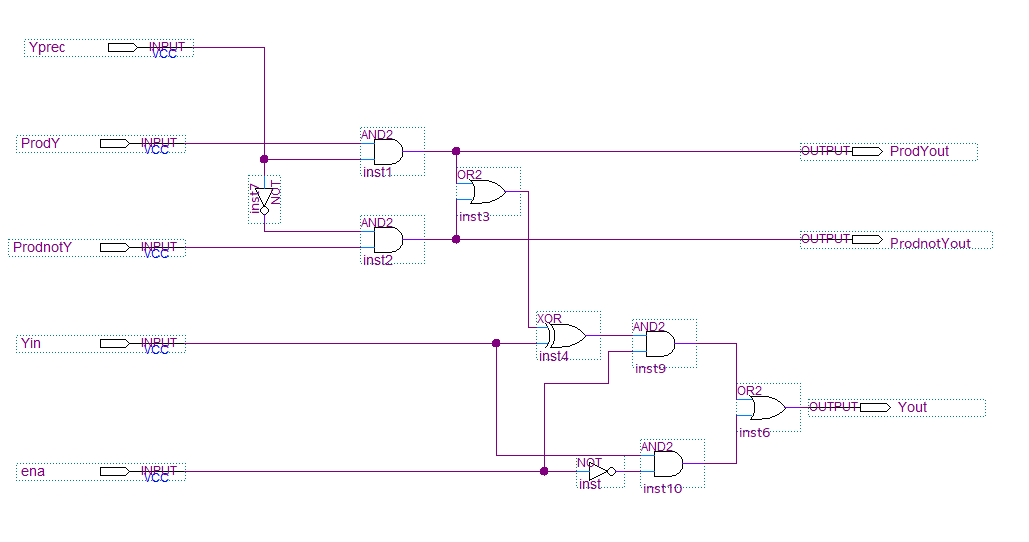 Yprec INPUT
VCC
ProdY INPUT
VCC
AND2
inst1
OUTPUT ProdYout
OR2
inst3
inst7 NOT
ProdnotY INPUT
VCC
AND2
inst2
OUTPUT ProdnotYout
Yin INPUT
VCC
XOR
inst4
AND2
inst9
OR2
inst6
OUTPUT Yout
ena INPUT
VCC
NOT
inst
AND2
inst10